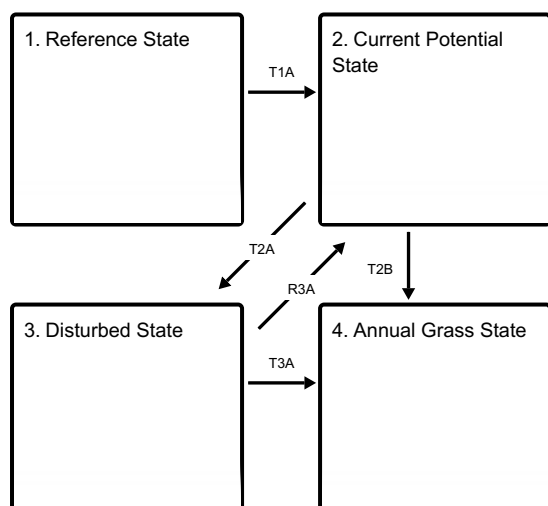 1. Reference State
2. Current Potential
State
T1A
T2A
R3A
T2B
3. Disturbed State
4. Annual Grass State
T3A